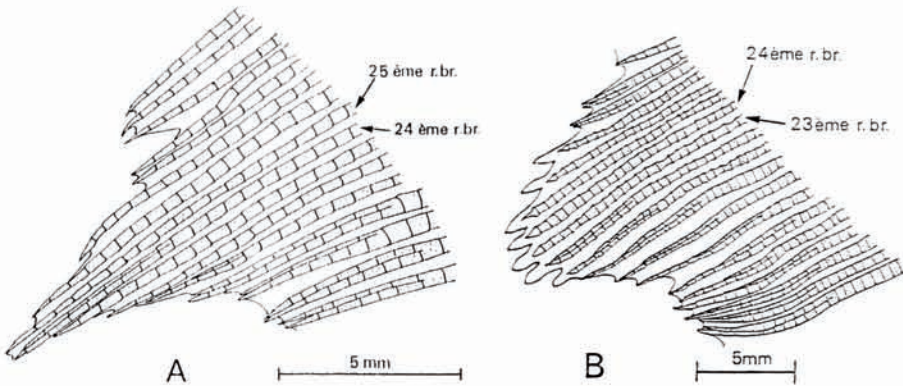 25 ème r.br.
24 ème r.br.
24ème r.br.
23ème r.br.
A
5 mm
B
5mm